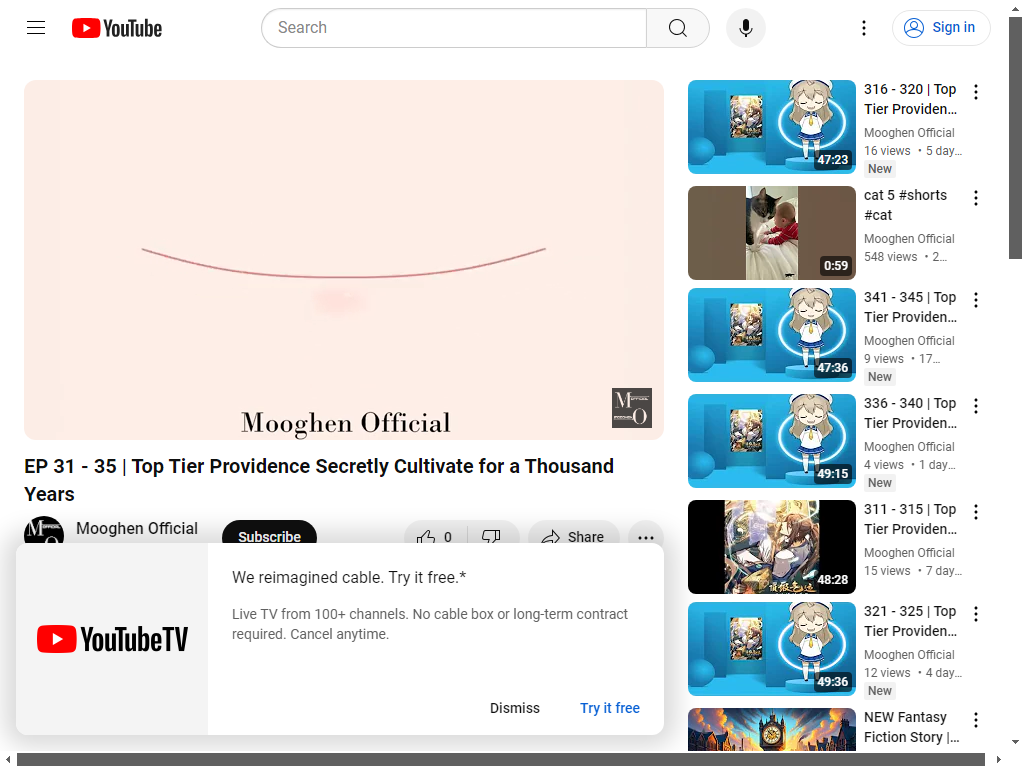 YouTube
Search
Sign in
Mooghen Official
EP 31 - 35 | Top Tier Providence Secretly Cultivate for a Thousand
Years
Mooghen Official
Subscribe
0
Share
We reimagined cable. Try it free.*
Live TV from 100+ channels. No cable box or long-term contract
required. Cancel anytime.
YouTubeTV
Dismiss
Try it free
316 - 320 | Top
Tier Providen...
Mooghen Official
16 views • 5 day...
New
47:23
cat 5 #shorts
#cat
Mooghen Official
548 views • 2...
0:59
341 - 345 | Top
Tier Providen...
Mooghen Official
9 views • 17...
New
47:36
336 - 340 | Top
Tier Providen...
Mooghen Official
4 views • 1 day...
New
49:15
311 - 315 | Top
Tier Providen...
Mooghen Official
15 views • 7 day...
48:28
321 - 325 | Top
Tier Providen...
Mooghen Official
12 views • 4 day...
New
49:36
NEW Fantasy
Fiction Story |...